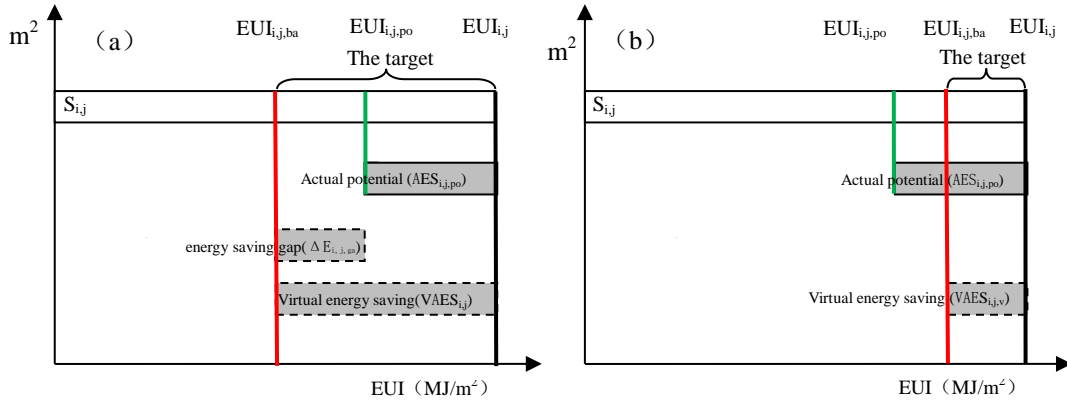 m²
(a)
EUIi,j,ba
EUIi,j,po
EUIi,j
The target
Si,j
Actual potential (AESi,j,po)
energy saving gap(ΔEi, j,ga)
Virtual energy saving(VAESi,j)
EUI (MJ/m²)
m²
(b)
EUIi,j,po
EUIi,j,ba
EUIi,j
The target
Si,j
Actual potential (AESi,j,po)
Virtual energy saving (VAESi,j,v)
EUI (MJ/m²)